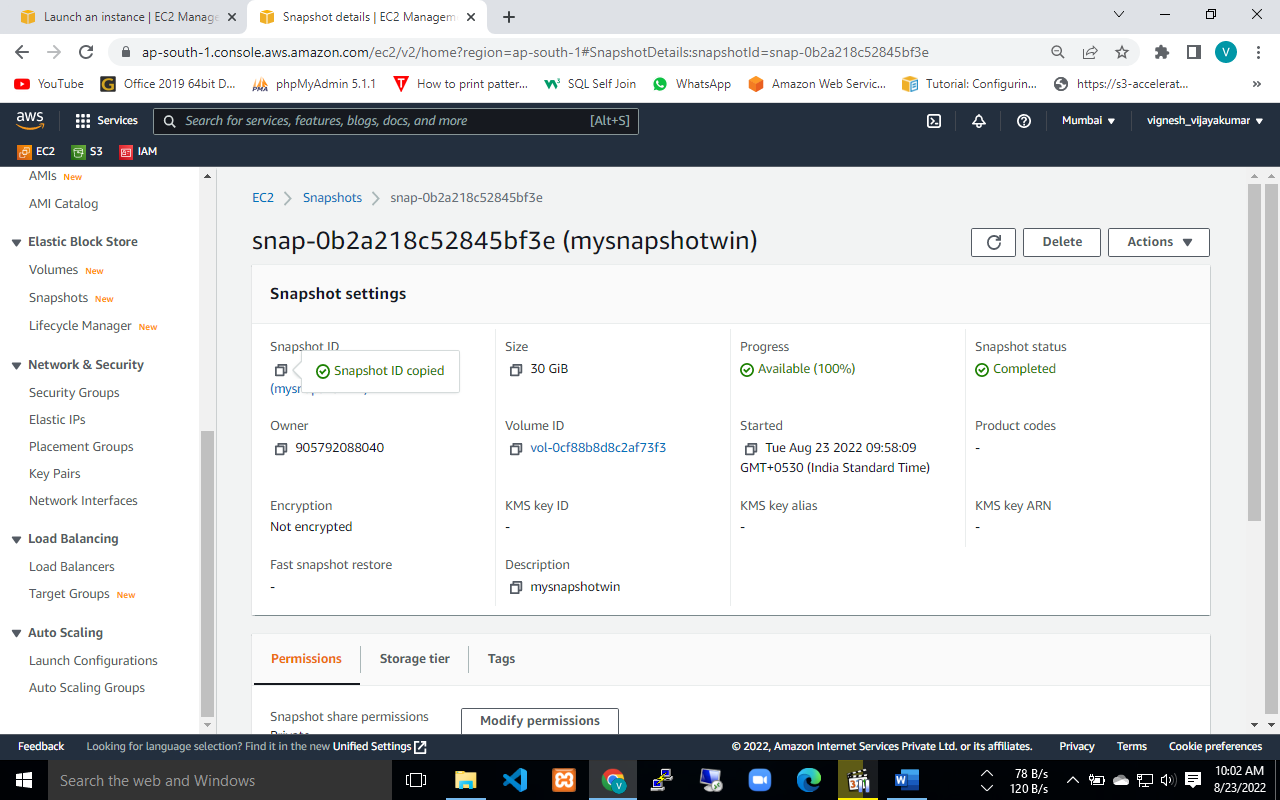 Launch an instance | EC2 Manage
Snapshot details | EC2 Managem
ap-south-1.console.aws.amazon.com/ec2/v2/home?region=ap-south-1#SnapshotDetails:snapshotId=snap-0b2a218c52845bf3e
V
YouTube
Office 2019 64bit D...
phpMyAdmin 5.1.1
How to print patter...
SQL Self Join
WhatsApp
Amazon Web Servic...
Tutorial: Configurin...
https://s3-accelerat...
»
aws
Services
Search for services, features, blogs, docs, and more
[Alt+S]
Mumbai
vignesh_vijayakumar
EC2
S3
IAM
AMIs New
AMI Catalog
Elastic Block Store
Volumes New
Snapshots New
Lifecycle Manager New
Network & Security
Security Groups
Elastic IPs
Placement Groups
Key Pairs
Network Interfaces
Load Balancing
Load Balancers
Target Groups New
Auto Scaling
Launch Configurations
Auto Scaling Groups
EC2
Snapshots
snap-0b2a218c52845bf3e
snap-0b2a218c52845bf3e (mysnapshotwin)
Delete
Actions
Snapshot settings
Snapshot ID
Snapshot ID copied
Size
30 GiB
Progress
Available (100%)
Snapshot status
Completed
Owner
905792088040
Volume ID
vol-0cf88b8d8c2af73f3
Started
Tue Aug 23 2022 09:58:09
GMT+0530 (India Standard Time)
Product codes
-
Encryption
Not encrypted
KMS key ID
-
KMS key alias
-
KMS key ARN
-
Fast snapshot restore
-
Description
mysnapshotwin
Permissions
Storage tier
Tags
Snapshot share permissions
Modify permissions
Feedback
Looking for language selection? Find it in the new Unified Settings
© 2022, Amazon Internet Services Private Ltd. or its affiliates.
Privacy
Terms
Cookie preferences
Search the web and Windows
78 B/s
120 B/s
10:02 AM
8/23/2022